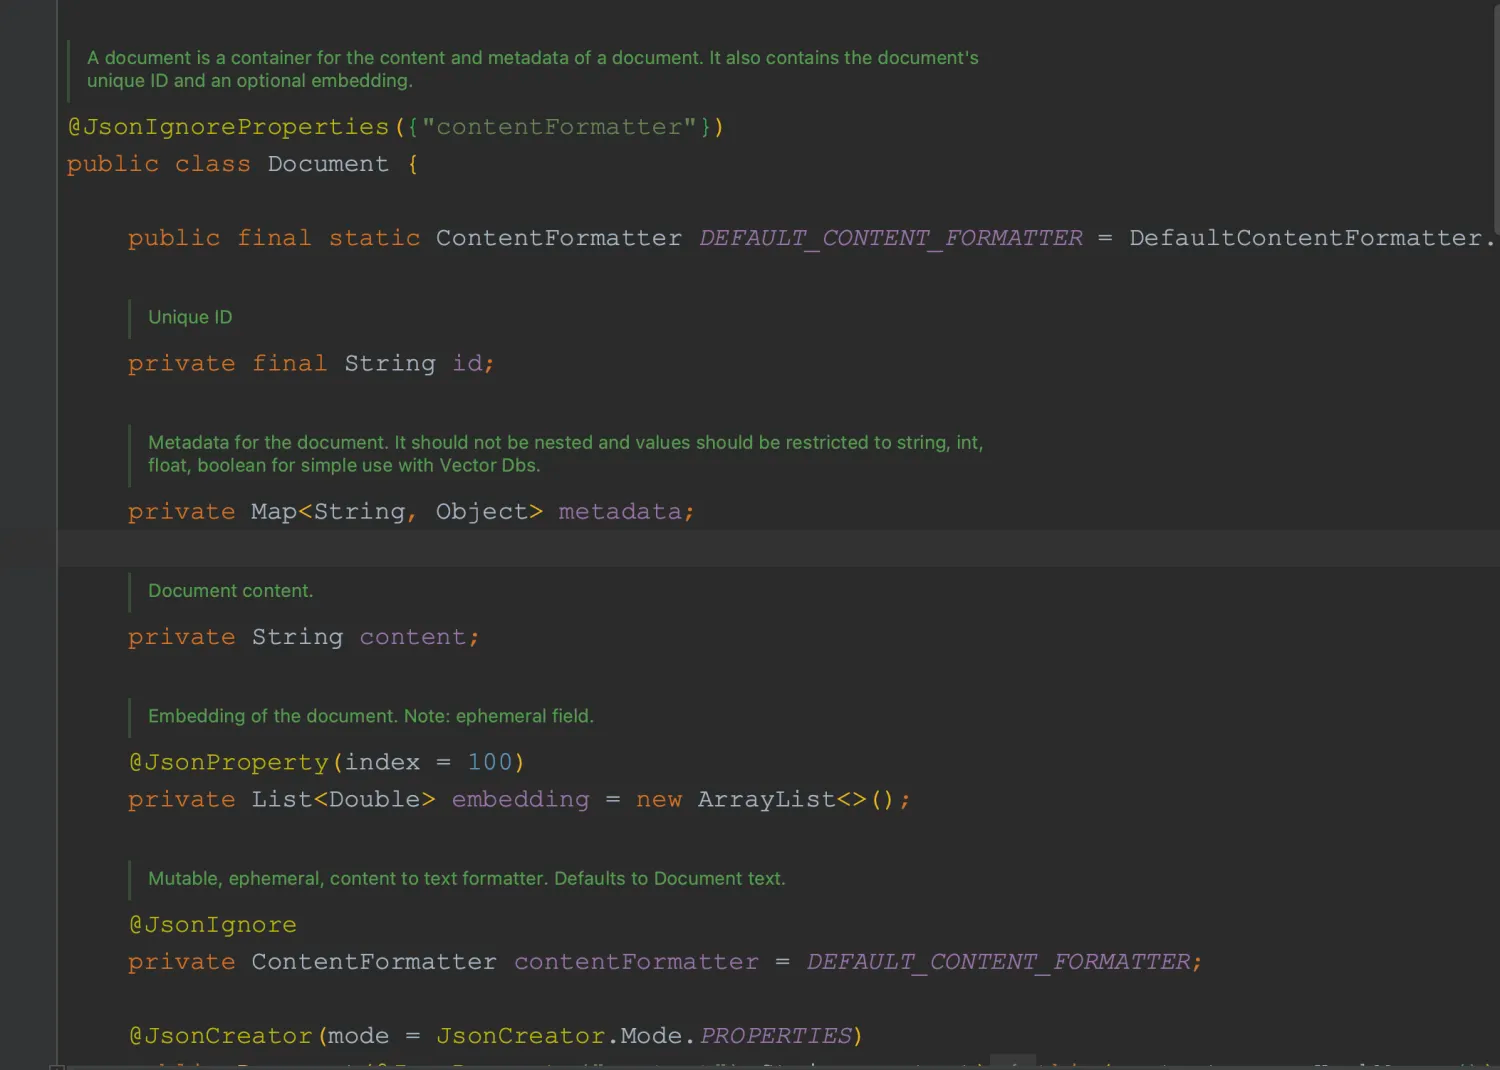 A document is a container for the content and metadata of a document. It also contains the document's
unique ID and an optional embedding.
@JsonIgnoreProperties({"contentFormatter"})
public class Document {
public final static ContentFormatter DEFAULT_CONTENT_FORMATTER = DefaultContentFormatter.
Unique ID
private final String id;
Metadata for the document. It should not be nested and values should be restricted to string, int,
float, boolean for simple use with Vector Dbs.
private Map<String, Object> metadata;
Document content.
private String content;
Embedding of the document. Note: ephemeral field.
@JsonProperty(index = 100)
private List<Double> embedding = new ArrayList<>();
Mutable, ephemeral, content to text formatter. Defaults to Document text.
@JsonIgnore
private ContentFormatter contentFormatter = DEFAULT_CONTENT_FORMATTER;
@JsonCreator(mode = JsonCreator.Mode.PROPERTIES)